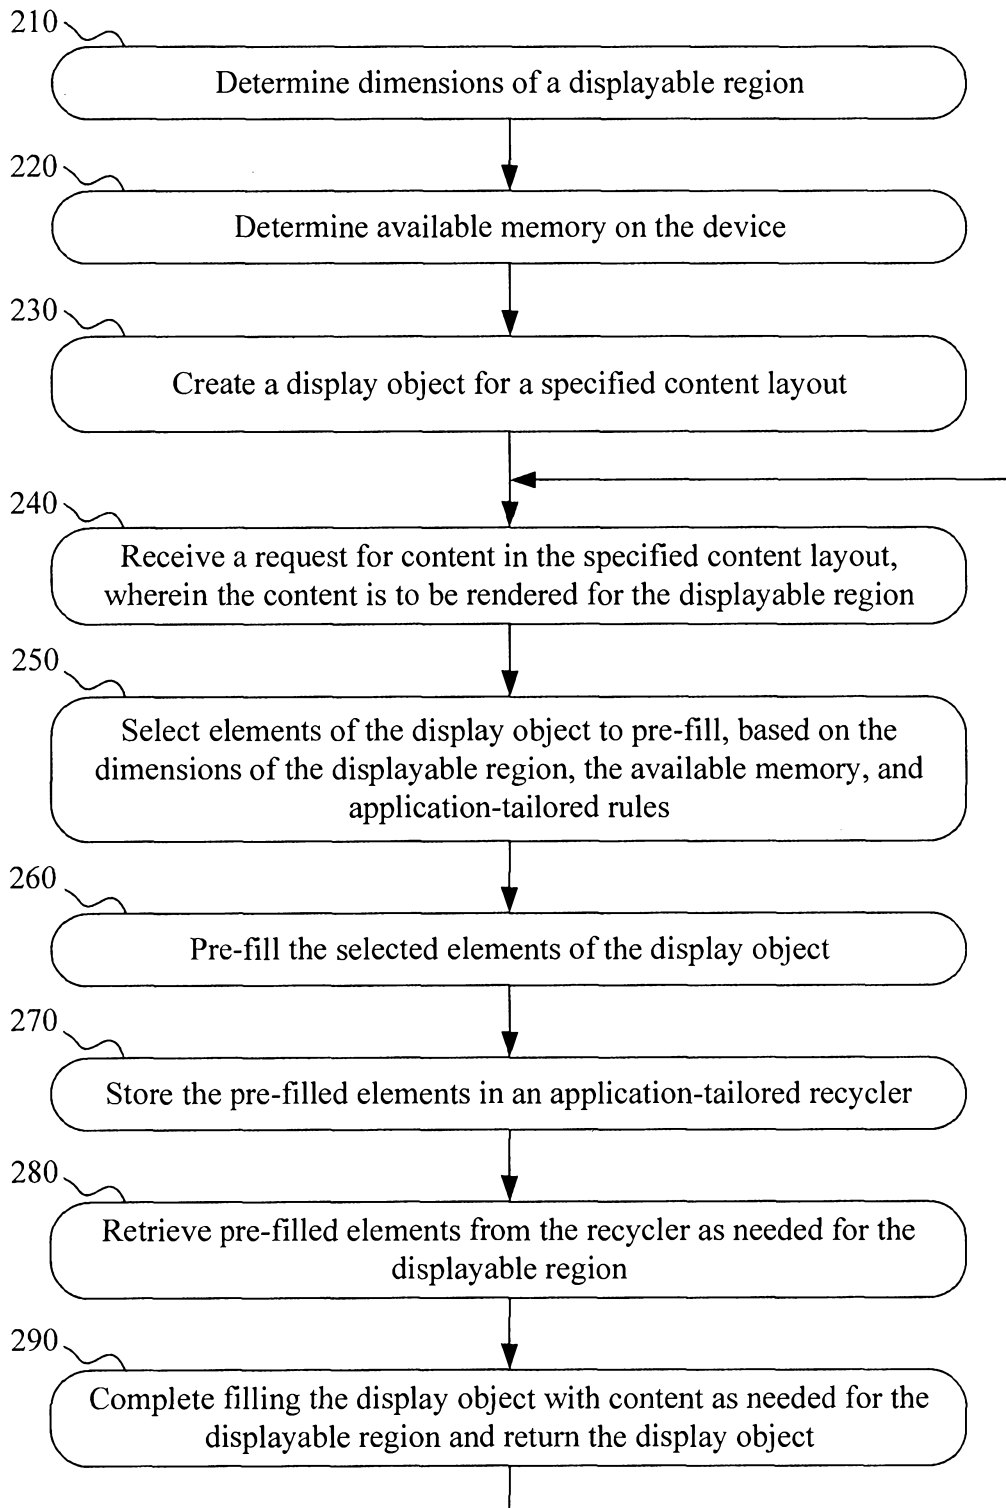 210
Determine dimensions of a displayable region
220
Determine available memory on the device
230
Create a display object for a specified content layout
240
Receive a request for content in the specified content layout,
wherein the content is to be rendered for the displayable region
250
Select elements of the display object to pre-fill, based on the
dimensions of the displayable region, the available memory, and
application-tailored rules
260
Pre-fill the selected elements of the display object
270
Store the pre-filled elements in an application-tailored recycler
280
Retrieve pre-filled elements from the recycler as needed for the
displayable region
290
Complete filling the display object with content as needed for the
displayable region and return the display object